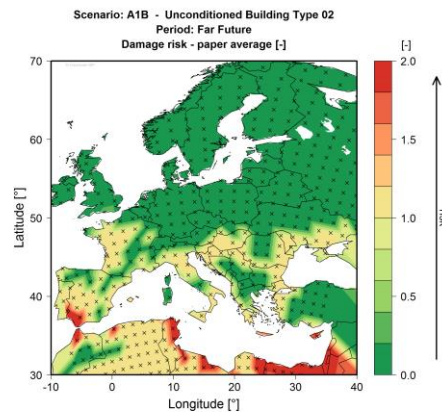 Scenario: A1B - Unconditioned Building Type 02
Period: Far Future
Damage risk - paper average [-]
[-]
70
60
50
40
30
Latitude [°]
-10 0 10 20 30 40
Longitude [°]
2.0
1.5
1.0
0.5
0.0